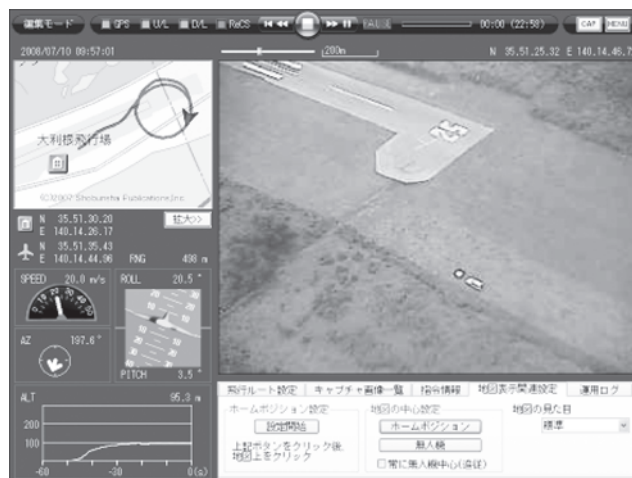 編集モード GPS U/L D/L ReCS 00:00 (22:58) CAP MENU
2008/07/10 09:57:01 200m N 35.51.25.32 E 140.14.46.7
大利根飛行場
©2007 Shobunsha Publications,Inc.
N 35.51.30.20
E 140.14.26.17
拡大>>
N 35.51.35.43
E 140.14.44.96 RNG 498 m
SPEED 20.0 m/s
ROLL 20.5 °
AZ 197.6 °
PITCH 3.5 °
ALT 95.3 m
200
100
-60 -30 0(s)
飛行ルート設定 キャプチャ画像一覧 指令情報 地図表示関連設定 運用ログ
ホームポジション設定
設定開始
上記ボタンをクリック後、
地図上をクリック
地図の中心設定
ホームポジション
無人機
常に無人機中心(追従)
地図の見た目
標準